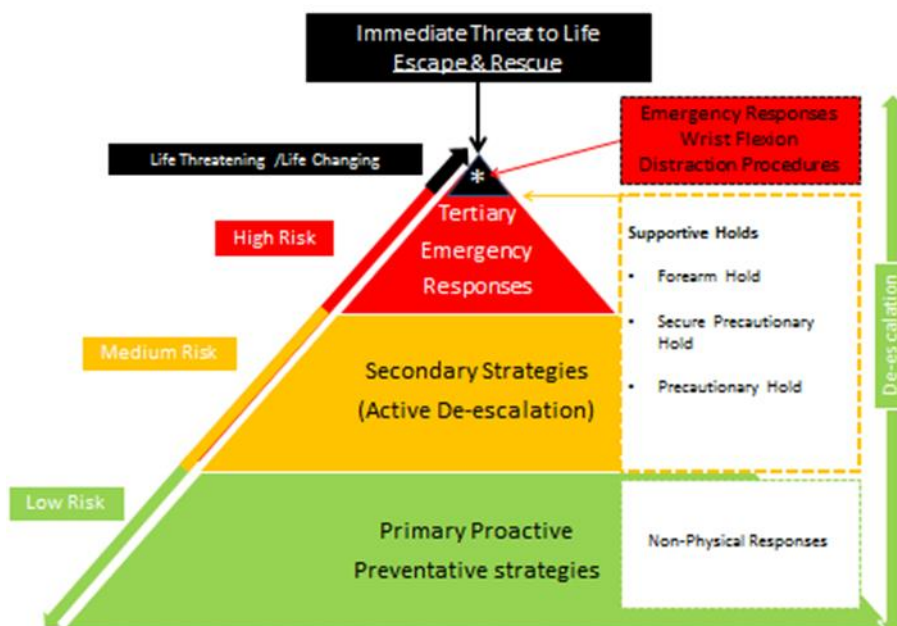 Immediate Threat to Life
Escape & Rescue
Emergency Responses
Wrist Flexion
Distraction Procedures
Life Threatening /Life Changing
*
Tertiary
Emergency
Responses
High Risk
Supportive Holds
• Forearm Hold
• Secure Precautionary
Hold
• Precautionary Hold
De-escalation
Medium Risk
Secondary Strategies
(Active De-escalation)
Low Risk
Primary Proactive
Preventative strategies
Non-Physical Responses